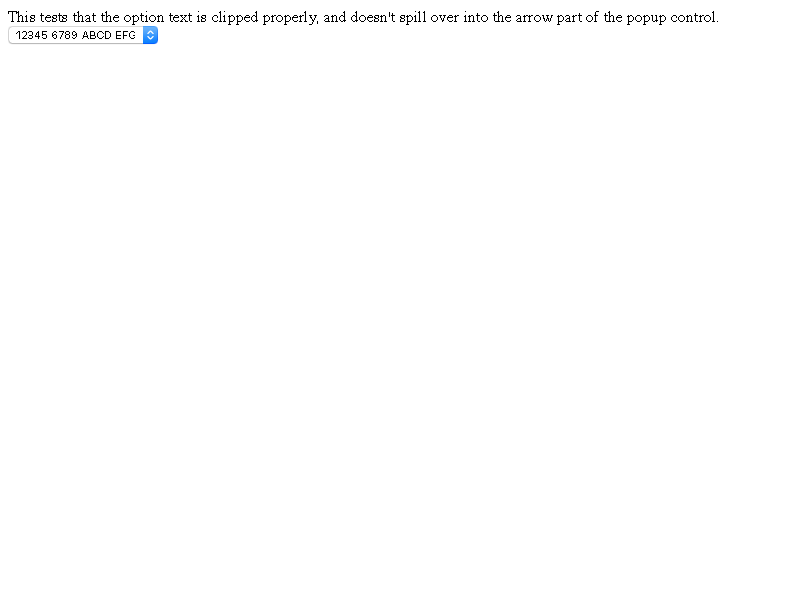 This tests that the option text is clipped properly, and doesn't spill over into the arrow part of the popup control.
12345 6789 ABCD EFG